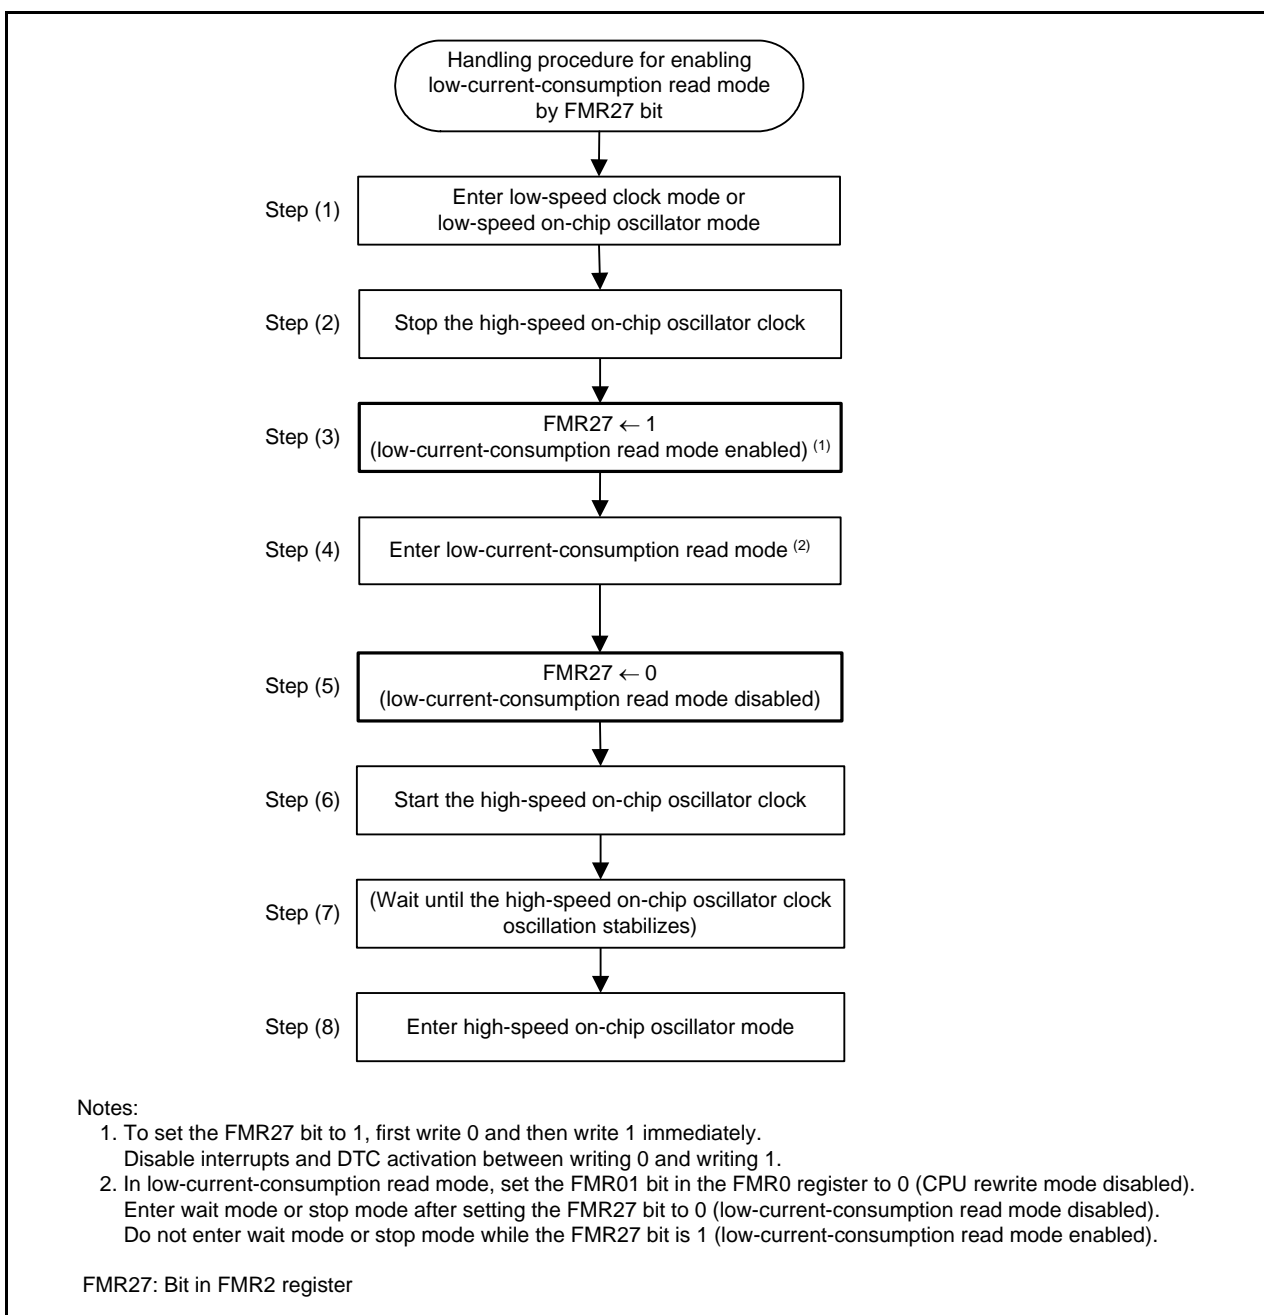 Handling procedure for enabling
low-current-consumption read mode
by FMR27 bit
Step (1)
Enter low-speed clock mode or
low-speed on-chip oscillator mode
Step (2)
Stop the high-speed on-chip oscillator clock
Step (3)
FMR27 ← 1
(low-current-consumption read mode enabled) (1)
Step (4)
Enter low-current-consumption read mode (2)
Step (5)
FMR27 ← 0
(low-current-consumption read mode disabled)
Step (6)
Start the high-speed on-chip oscillator clock
Step (7)
(Wait until the high-speed on-chip oscillator clock
oscillation stabilizes)
Step (8)
Enter high-speed on-chip oscillator mode
Notes:
1. To set the FMR27 bit to 1, first write 0 and then write 1 immediately.
Disable interrupts and DTC activation between writing 0 and writing 1.
2. In low-current-consumption read mode, set the FMR01 bit in the FMR0 register to 0 (CPU rewrite mode disabled).
Enter wait mode or stop mode after setting the FMR27 bit to 0 (low-current-consumption read mode disabled).
Do not enter wait mode or stop mode while the FMR27 bit is 1 (low-current-consumption read mode enabled).
FMR27: Bit in FMR2 register